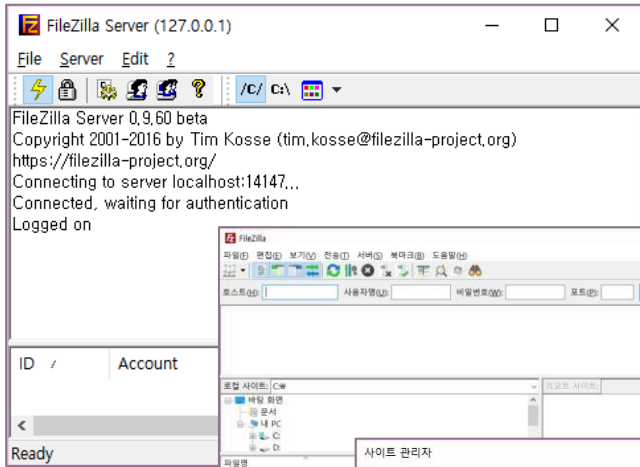 FileZilla Server (127.0.0.1)
File Server Edit ?
/C/ C:\
FileZilla Server 0.9.60 beta
Copyright 2001-2016 by Tim Kosse (tim.kosse@filezilla-project.org)
https://filezilla-project.org/
Connecting to server localhost:14147...
Connected, waiting for authentication
Logged on
ID / Account
Ready
FileZilla
파일(F) 편집(E) 보기(V) 전송(T) 서버(S) 북마크(B) 도움말(H)
호스트(H): 사용자명(U): 비밀번호(W): 포트(P):
로컬 사이트: C:\ 리모트 사이트:
바탕 화면
문서
내 PC
C:
D:
파일명
사이트 관리자